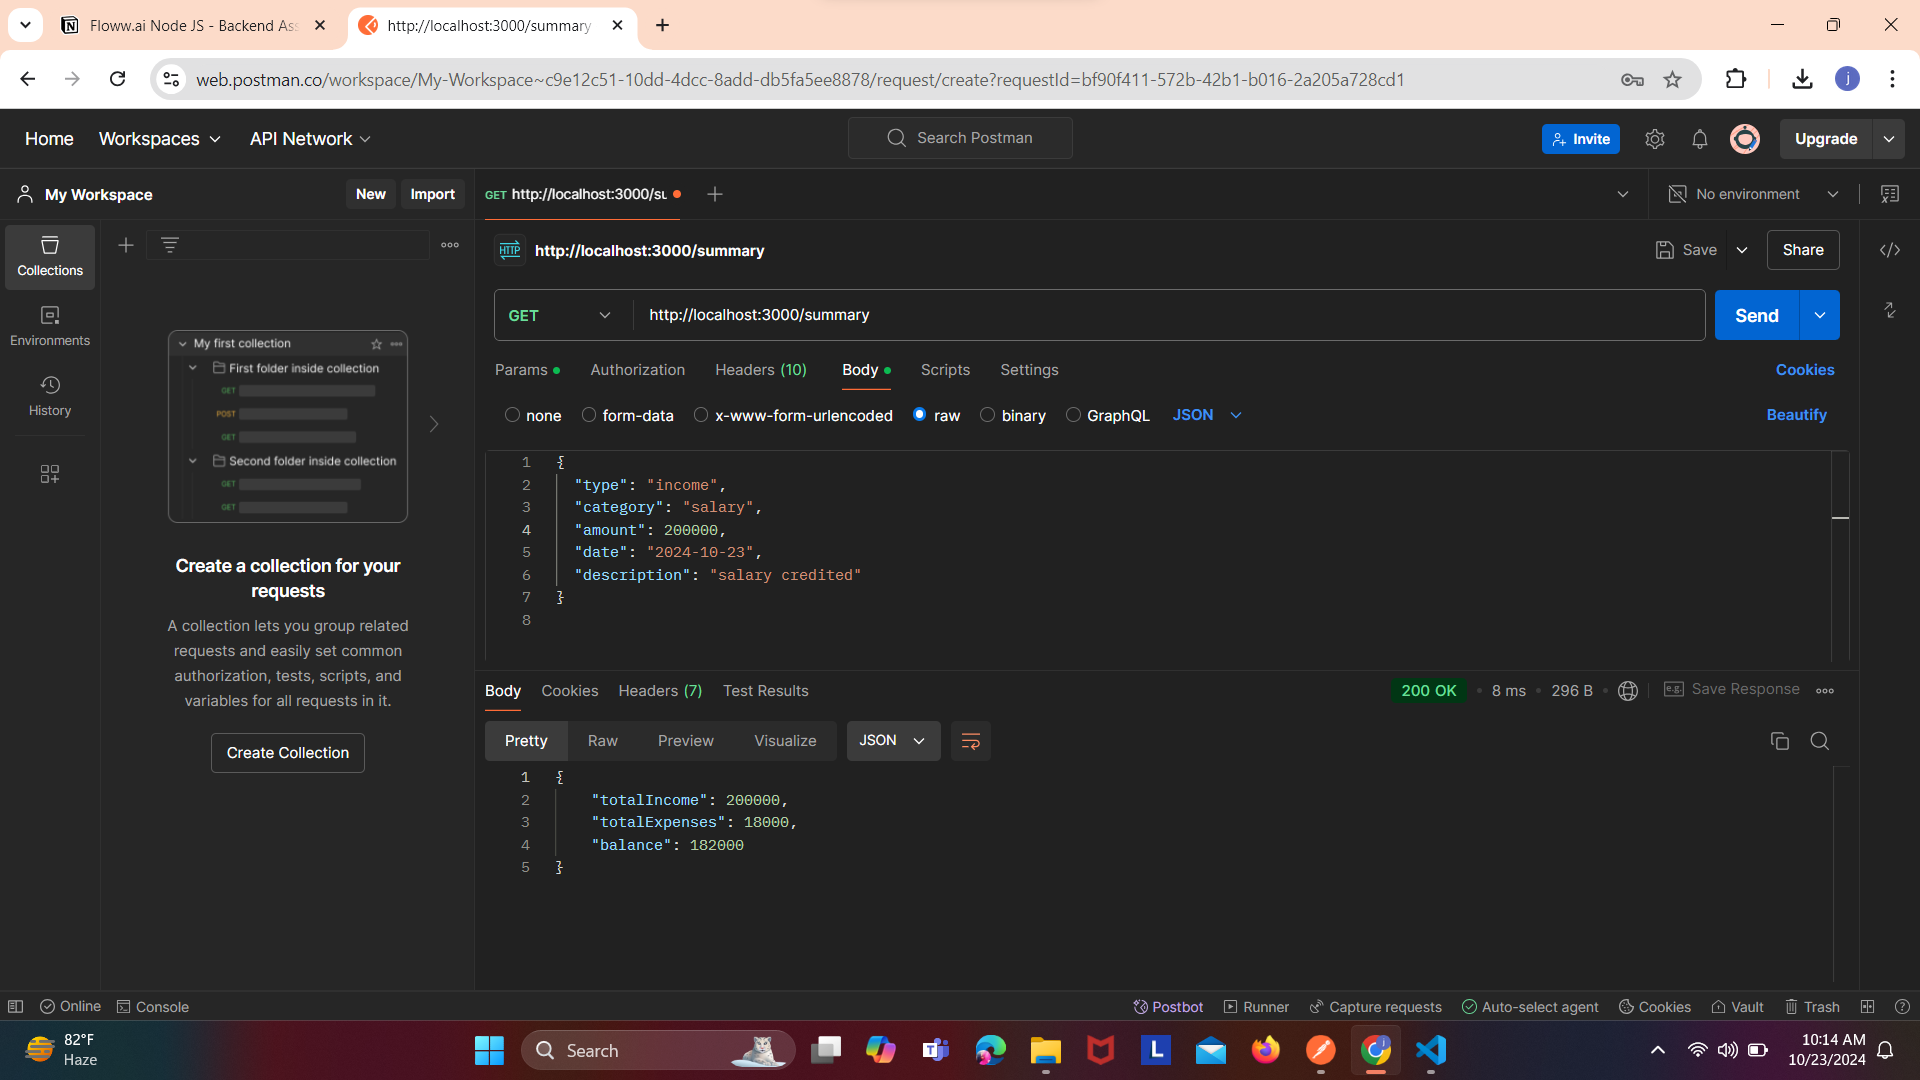 Floww.ai Node JS - Backend Ass
http://localhost:3000/summary
web.postman.co/workspace/My-Workspace~c9e12c51-10dd-4dcc-8add-db5fa5ee8878/request/create?requestId=bf90f411-572b-42b1-b016-2a205a728cd1
j
Home Workspaces API Network Search Postman Invite Upgrade
My Workspace New Import GET http://localhost:3000/su No environment
Collections
Environments
History
My first collection
First folder inside collection
GET
POST
GET
Second folder inside collection
GET
GET
Create a collection for your
requests
A collection lets you group related
requests and easily set common
authorization, tests, scripts, and
variables for all requests in it.
Create Collection
HTTP http://localhost:3000/summary Save Share
GET http://localhost:3000/summary Send
Params Authorization Headers (10) Body Scripts Settings Cookies
none form-data x-www-form-urlencoded raw binary GraphQL JSON Beautify
1 {
2 "type": "income",
3 "category": "salary",
4 "amount": 200000,
5 "date": "2024-10-23",
6 "description": "salary credited"
7 }
8
Body Cookies Headers (7) Test Results 200 OK 8 ms 296 B e.g. Save Response
Pretty Raw Preview Visualize JSON
1 {
2 "totalIncome": 200000,
3 "totalExpenses": 18000,
4 "balance": 182000
5 }
Online Console Postbot Runner Capture requests Auto-select agent Cookies Vault Trash
82°F
Haze
Search
L
10:14 AM
10/23/2024